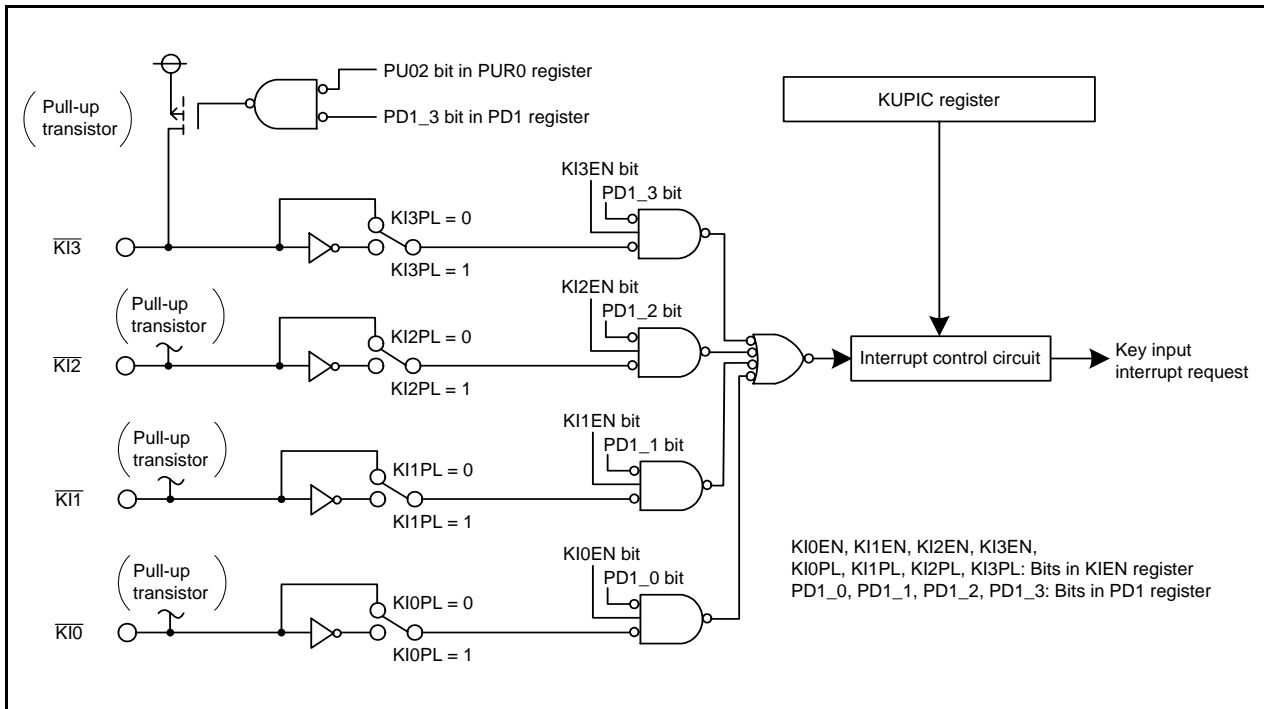 PU02 bit in PUR0 register
PD1_3 bit in PD1 register
Pull-up
transistor
KUPIC register
KI3EN bit
PD1_3 bit
KI3PL = 0
KI3
KI3PL = 1
Pull-up
transistor
KI2EN bit
PD1_2 bit
KI2PL = 0
KI2
KI2PL = 1
Interrupt control circuit
Key input
interrupt request
Pull-up
transistor
KI1EN bit
PD1_1 bit
KI1PL = 0
KI1
KI1PL = 1
Pull-up
transistor
KI0EN bit
PD1_0 bit
KI0PL = 0
KI0
KI0PL = 1
KI0EN, KI1EN, KI2EN, KI3EN,
KI0PL, KI1PL, KI2PL, KI3PL: Bits in KIEN register
PD1_0, PD1_1, PD1_2, PD1_3: Bits in PD1 register